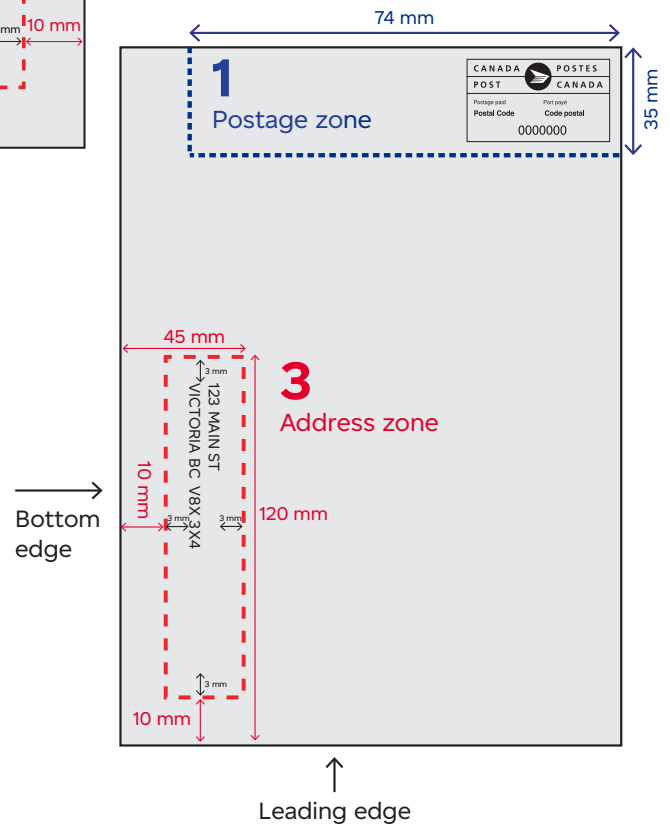 mm
10 mm
74 mm
35 mm
1
Postage zone
CANADA POSTES
POST CANADA
Postage paid Port payé
Postal Code Code postal
0000000
45 mm
3 mm
3
Address zone
123 MAIN ST
VICTORIA BC V8X 3X4
10 mm
3 mm
3 mm
120 mm
Bottom
edge
3 mm
10 mm
Leading edge